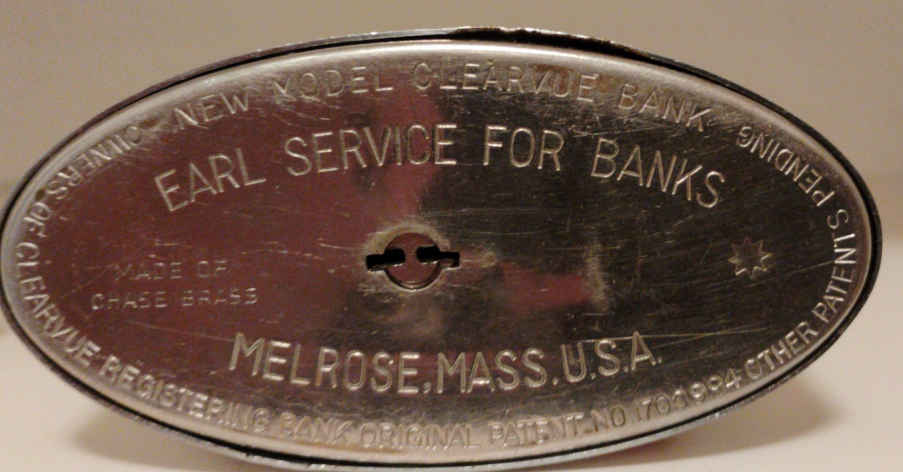 NEW MODEL CLEARVUE BANK
EARL SERVICE FOR BANKS
MADE OF
CHASE BRASS
MELROSE, MASS. U.S.A.
OWNERS OF CLEARVUE REGISTERING BANK ORIGINAL PATENT NO 1701994 OTHER PATENTS PENDING